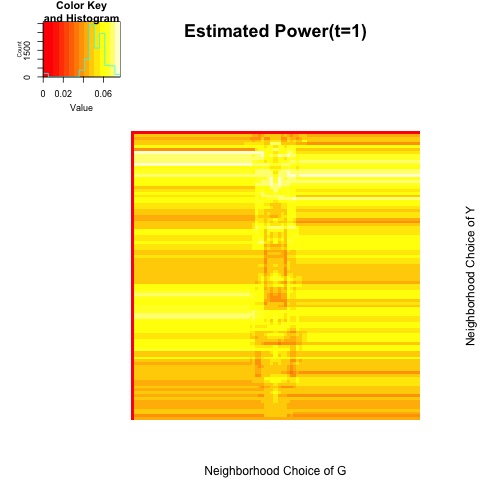 Color Key
and Histogram
Estimated Power(t=1)
Count
0 1500
0 0.02 0.06
Value
Neighborhood Choice of Y
Neighborhood Choice of G